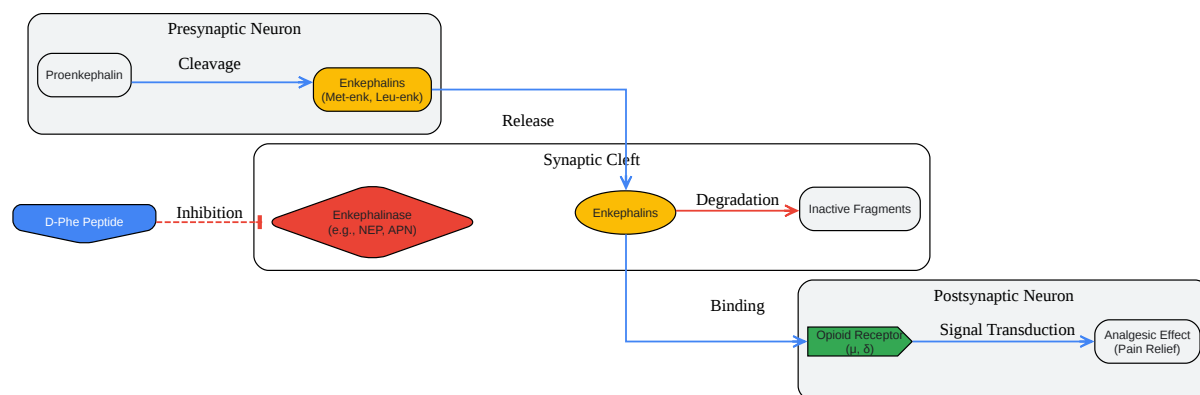 Presynaptic Neuron
Proenkephalin
Cleavage
Enkephalins
(Met-enk, Leu-enk)
Release
Synaptic Cleft
D-Phe Peptide
Inhibition
Enkephalinase
(e.g., NEP, APN)
Enkephalins
Degradation
Inactive Fragments
Binding
Postsynaptic Neuron
Opioid Receptor
(μ, δ)
Signal Transduction
Analgesic Effect
(Pain Relief)